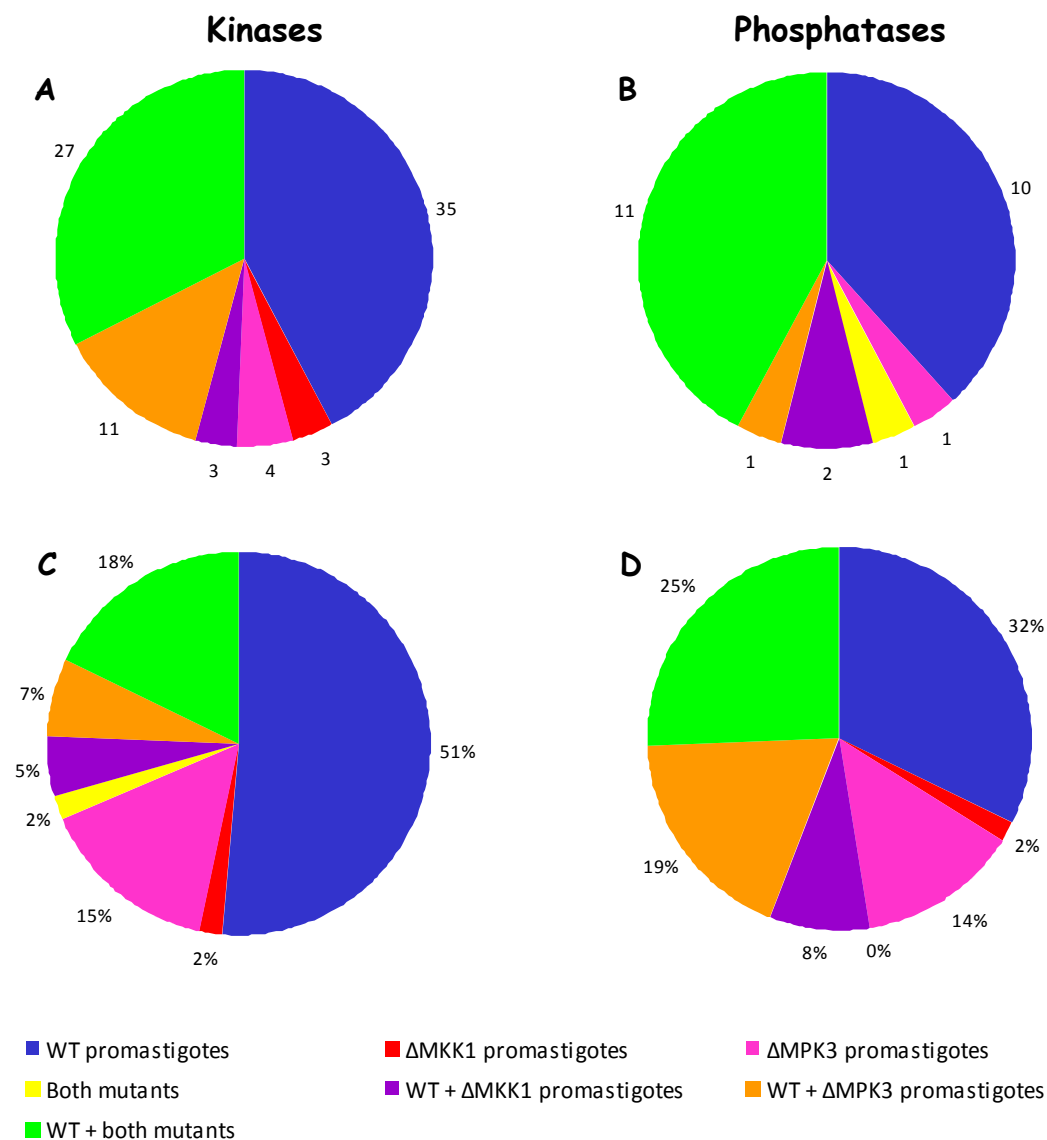 Kinases Phosphatases
A B
27 35 11 10
11 3 4 3 1 2 1 1
C D
18% 25%
32%
7% 51%
5%
2% 19% 2%
15% 14%
2% 8% 0%
WT promastigotes ΔMKK1 promastigotes ΔMPK3 promastigotes
Both mutants WT + ΔMKK1 promastigotes WT + ΔMPK3 promastigotes
WT + both mutants